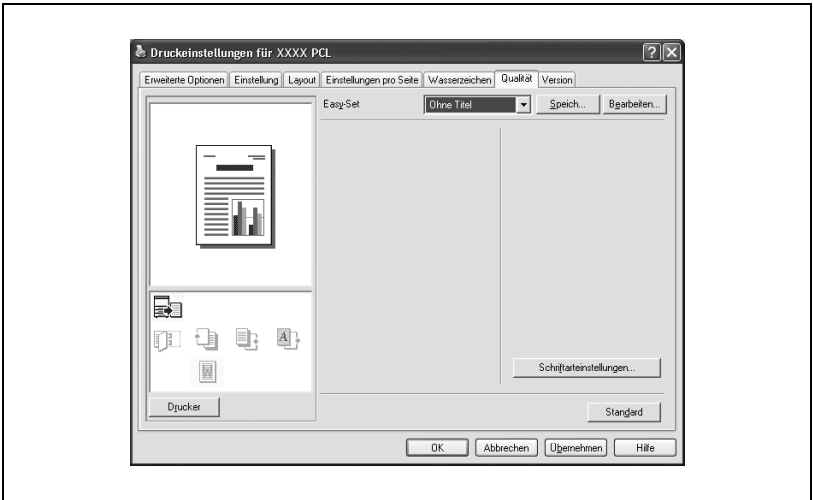 Druckeinstellungen für XXXX PCL
Erweiterte Optionen Einstellung Layout Einstellungen pro Seite Wasserzeichen Qualität Version
Easy-Set Ohne Titel Speich... Bearbeiten...
A
Schriftarteinstellungen...
Drucker
Standard
OK Abbrechen Übernehmen Hilfe